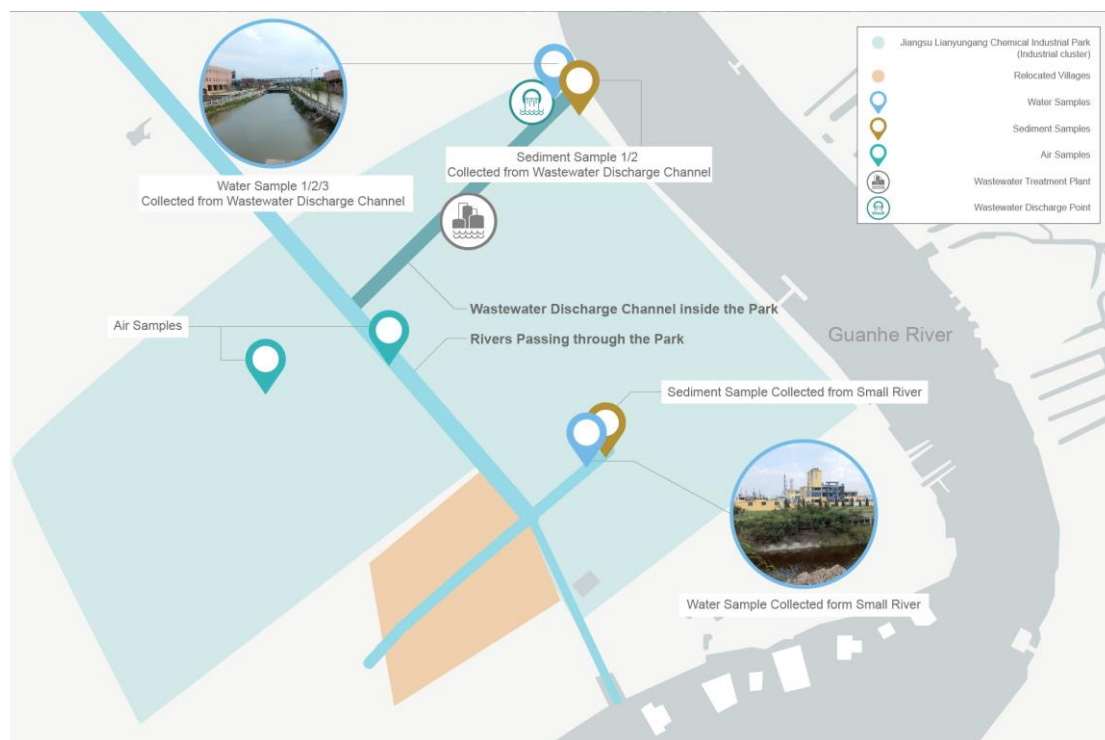 Jiangsu Lianyungang Chemical Industrial Park
(Industrial cluster)
Relocated Villages
Water Samples
Sediment Samples
Air Samples
Wastewater Treatment Plant
Wastewater Discharge Point
Water Sample 1/2/3
Collected from Wastewater Discharge Channel
Sediment Sample 1/2
Collected from Wastewater Discharge Channel
Wastewater Discharge Channel inside the Park
Air Samples
Rivers Passing through the Park
Guanhe River
Sediment Sample Collected from Small River
Water Sample Collected form Small River